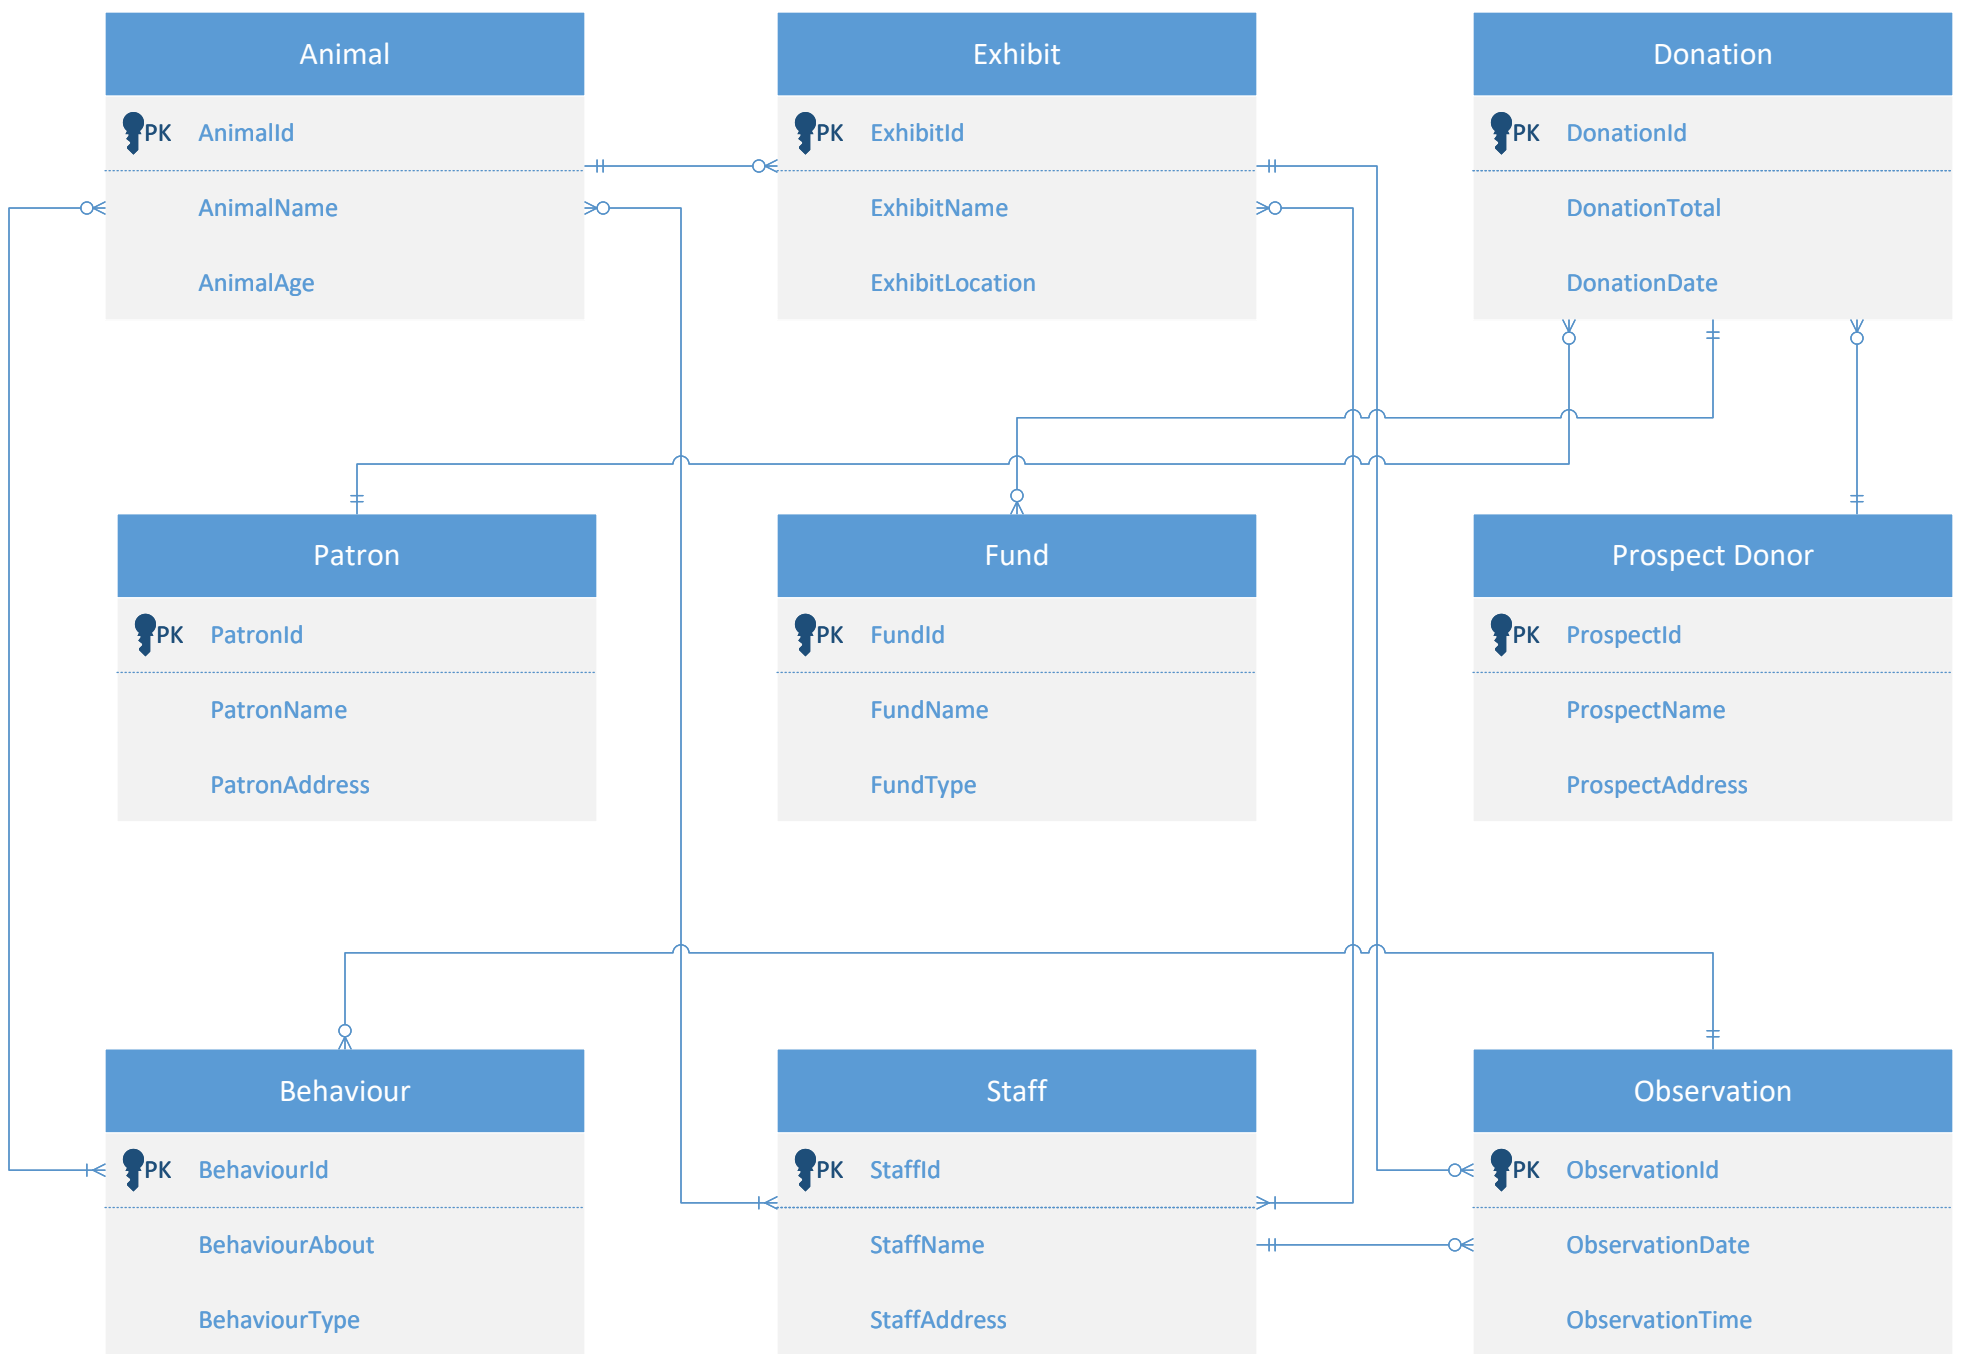 Animal
PK AnimalId
AnimalName
AnimalAge
Exhibit
PK ExhibitId
ExhibitName
ExhibitLocation
Donation
PK DonationId
DonationTotal
DonationDate
Patron
PK PatronId
PatronName
PatronAddress
Fund
PK FundId
FundName
FundType
Prospect Donor
PK ProspectId
ProspectName
ProspectAddress
Behaviour
PK BehaviourId
BehaviourAbout
BehaviourType
Staff
PK StaffId
StaffName
StaffAddress
Observation
PK ObservationId
ObservationDate
ObservationTime